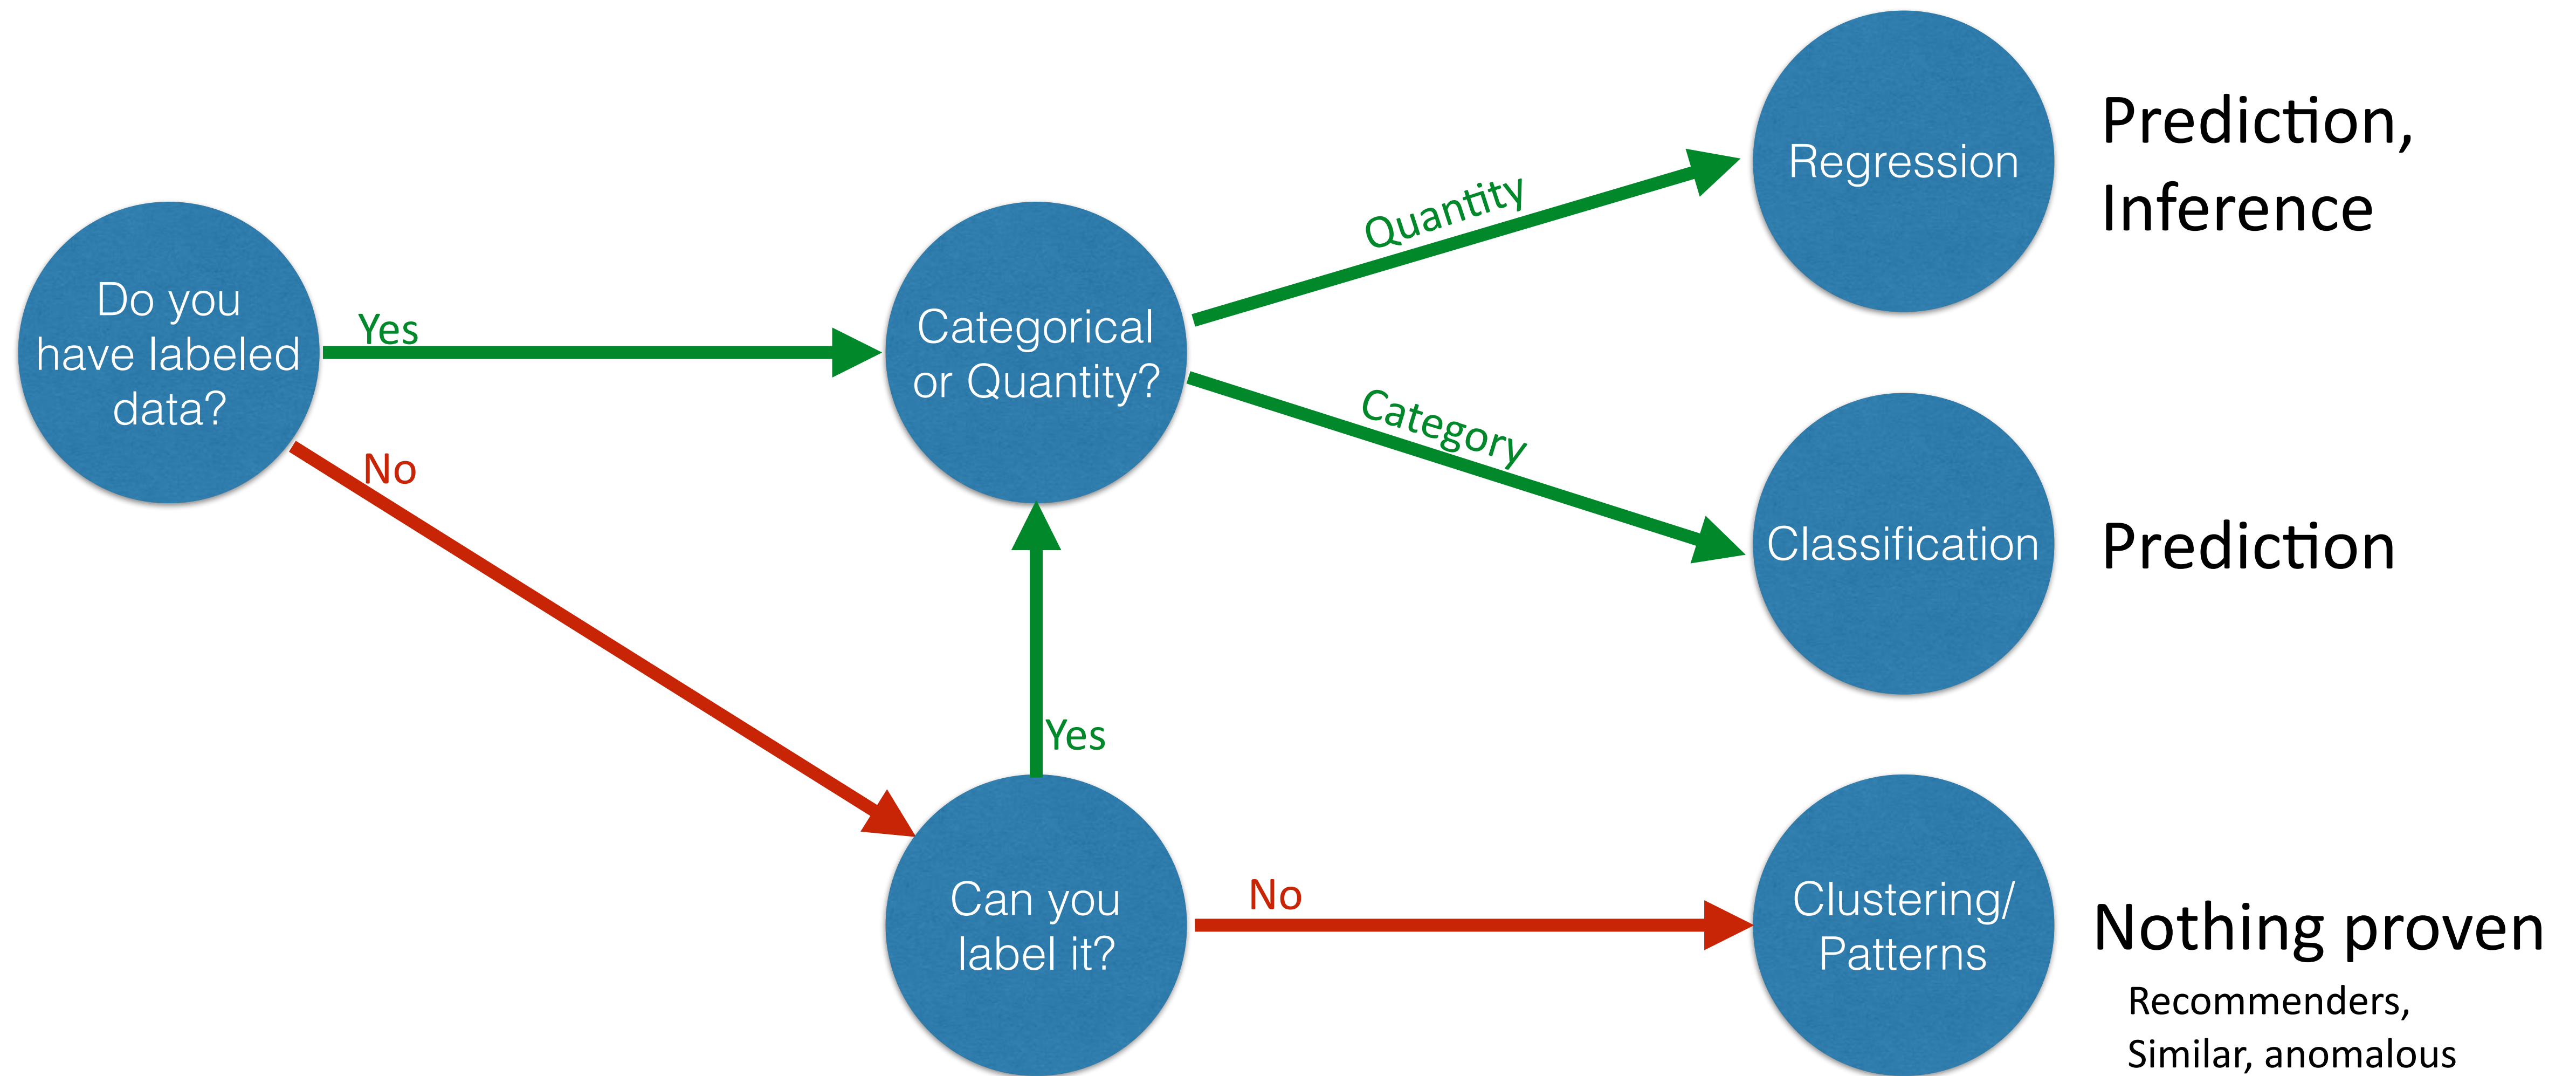 Do you
have labeled
data?
Yes
No
Categorical
or Quantity?
Quantity
Category
Yes
Can you
label it?
No
Regression
Prediction,
Inference
Classification
Prediction
Clustering/
Patterns
Nothing proven
Recommenders,
Similar, anomalous